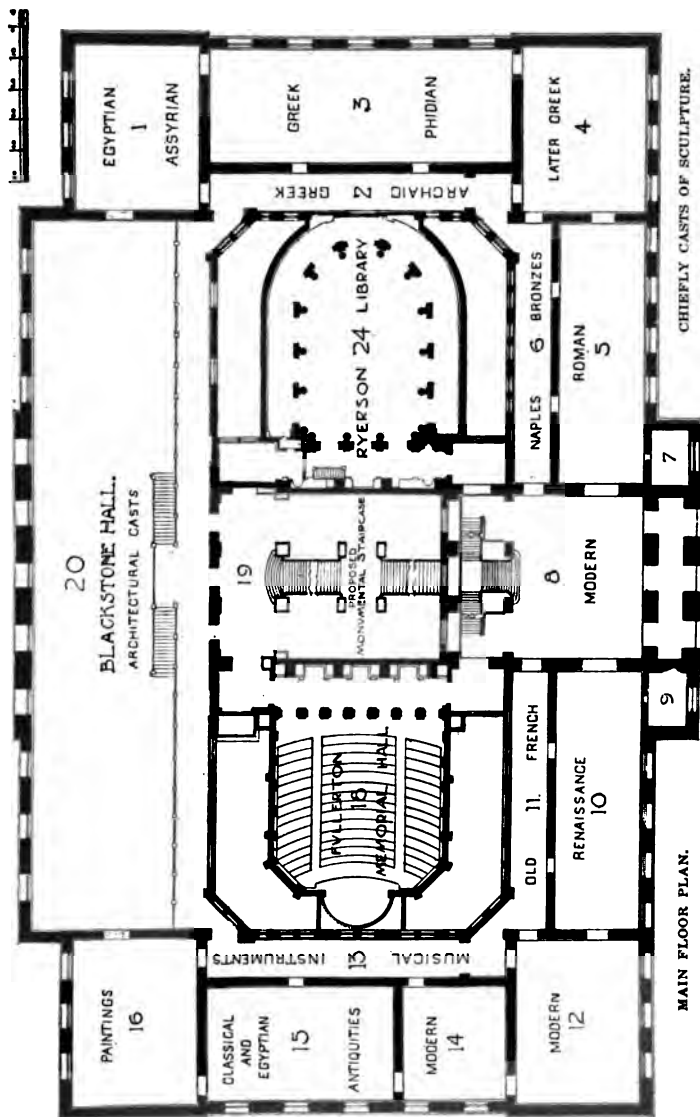 EGYPTIAN
1
ASSYRIAN
GREEK
3
PHIDIAN
LATER GREEK
4
ARCHAIC
2
GREEK
20
BLACKSTONE HALL.
ARCHITECTURAL CASTS
RYERSON 24 LIBRARY
NAPLES 6 BRONZES
ROMAN
5
7
19
PROPOSED
MONUMENTAL STAIRCASE
8
MODERN
9
FVLLERTON
18
MEMORIAL HALL
OLD 11. FRENCH
RENAISSANCE
10
MUSICAL
13
INSTRUMENTS
PAINTINGS
16
CLASSICAL
AND
EGYPTIAN
15
ANTIQUITIES
MODERN
14
MODERN
12
MAIN FLOOR PLAN.
CHIEFLY CASTS OF SCULPTURE.